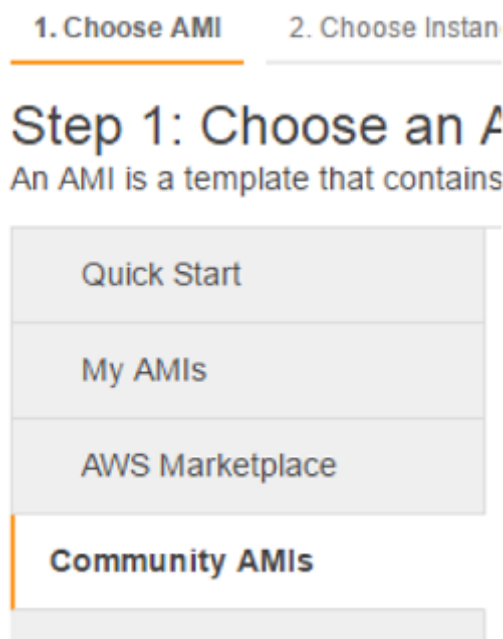 1. Choose AMI 2. Choose Instan
Step 1: Choose an A
An AMI is a template that contains
Quick Start
My AMIs
AWS Marketplace
Community AMIs